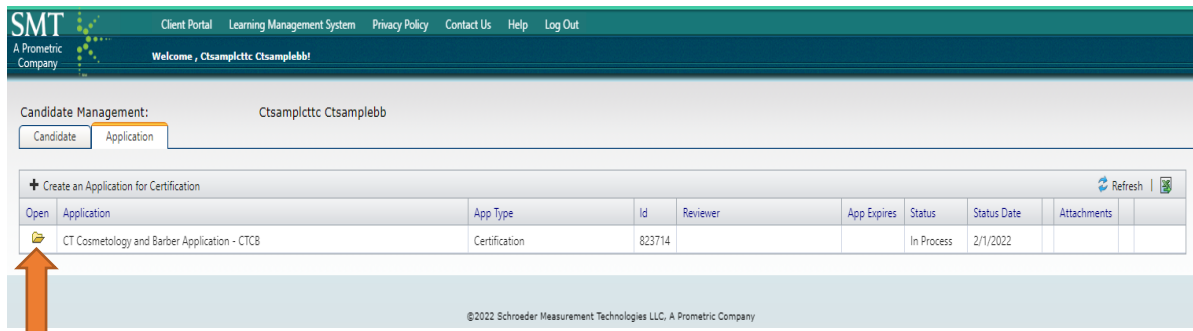 SMT
A Prometric
Company
Client Portal Learning Management System Privacy Policy Contact Us Help Log Out
Welcome , Ctsamplcttc Ctsamplebb!
Candidate Management: Ctsamplcttc Ctsamplebb
Candidate Application
+ Create an Application for Certification Refresh |
Open Application App Type Id Reviewer App Expires Status Status Date Attachments
CT Cosmetology and Barber Application - CTCB Certification 823714 In Process 2/1/2022
©2022 Schroeder Measurement Technologies LLC, A Prometric Company